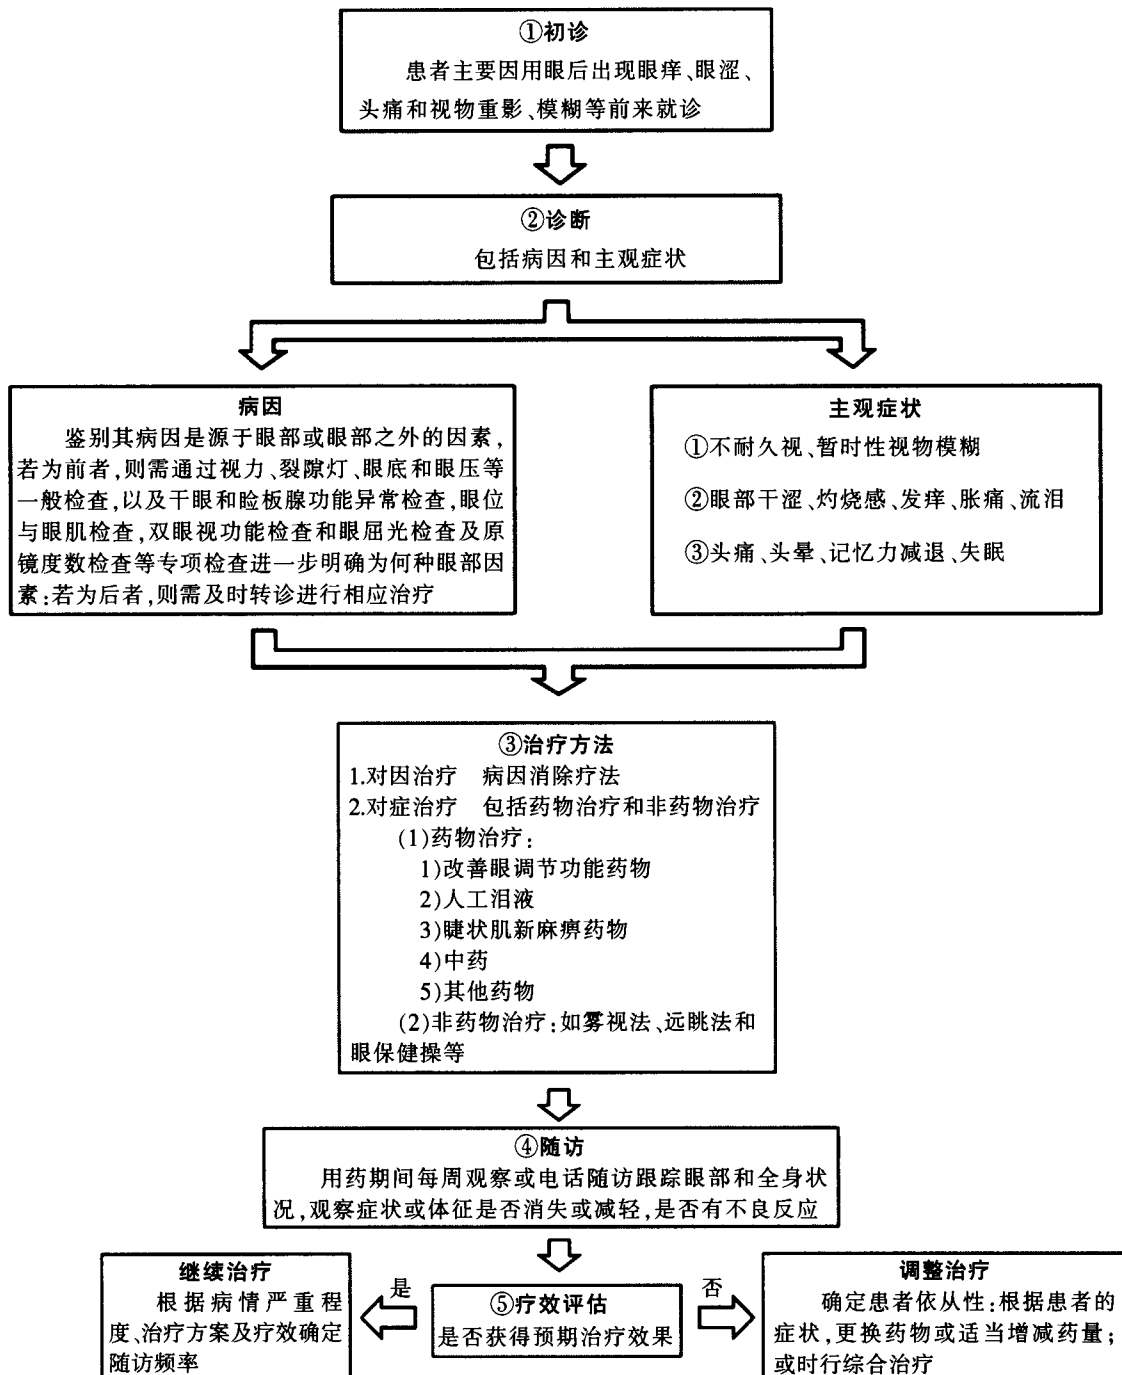 ①初诊
患者主要因用眼后出现眼痒、眼涩、
头痛和视物重影、模糊等前来就诊
②诊断
包括病因和主观症状
病因
鉴别其病因是源于眼部或眼部之外的因素，
若为前者，则需通过视力、裂隙灯、眼底和眼压等
一般检查，以及干眼和睑板腺功能异常检查，眼位
与眼肌检查，双眼视功能检查和眼屈光检查及原
镜度数检查等专项检查进一步明确为何种眼部因
素：若为后者，则需及时转诊进行相应治疗
主观症状
①不耐久视、暂时性视物模糊
②眼部干涩、灼烧感、发痒、胀痛、流泪
③头痛、头晕、记忆力减退、失眠
③治疗方法
1.对因治疗　病因消除疗法
2.对症治疗　包括药物治疗和非药物治疗
(1)药物治疗：
1)改善眼调节功能药物
2)人工泪液
3)睫状肌新麻痹药物
4)中药
5)其他药物
(2)非药物治疗：如雾视法、远眺法和
眼保健操等
④随访
用药期间每周观察或电话随访跟踪眼部和全身状
况，观察症状或体征是否消失或减轻，是否有不良反应
继续治疗
根据病情严重程
度、治疗方案及疗效确定
随访频率
是
⑤疗效评估
是否获得预期治疗效果
否
调整治疗
确定患者依从性：根据患者的
症状，更换药物或适当增减药量；
或时行综合治疗